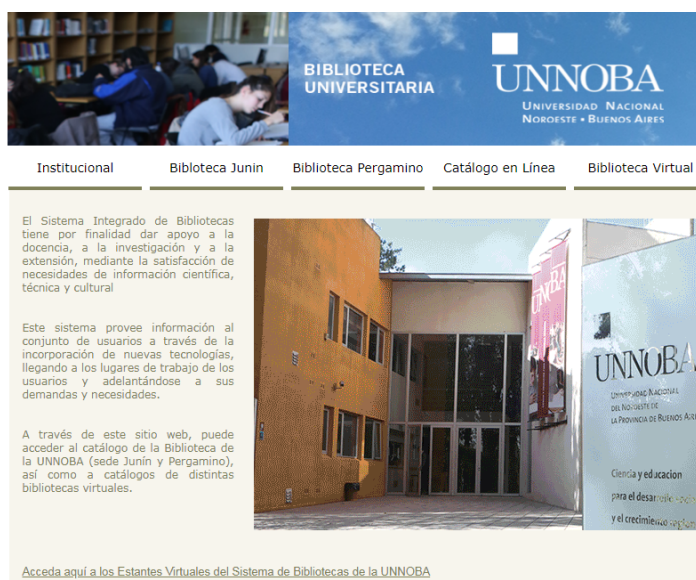 BIBLIOTECA
UNIVERSITARIA
UNNOBA
UNIVERSIDAD NACIONAL
NOROESTE • BUENOS AIRES
Institucional
Bibloteca Junin
Biblioteca Pergamino
Catálogo en Línea
Biblioteca Virtual
El Sistema Integrado de Bibliotecas
tiene por finalidad dar apoyo a la
docencia, a la investigación y a la
extensión, mediante la satisfacción de
necesidades de información científica,
técnica y cultural
Este sistema provee información al
conjunto de usuarios a través de la
incorporación de nuevas tecnologías,
llegando a los lugares de trabajo de los
usuarios y adelantándose a sus
demandas y necesidades.
A través de este sitio web, puede
acceder al catálogo de la Biblioteca de
la UNNOBA (sede Junín y Pergamino),
así como a catálogos de distintas
bibliotecas virtuales.
UNNOBA
UNNOBA
UNIVERSIDAD NACIONAL
DEL NOROESTE DE
LA PROVINCIA DE BUENOS
Ciencia y educacion
para el desarrollo
y el crecimiento
Acceda aquí a los Estantes Virtuales del Sistema de Bibliotecas de la UNNOBA